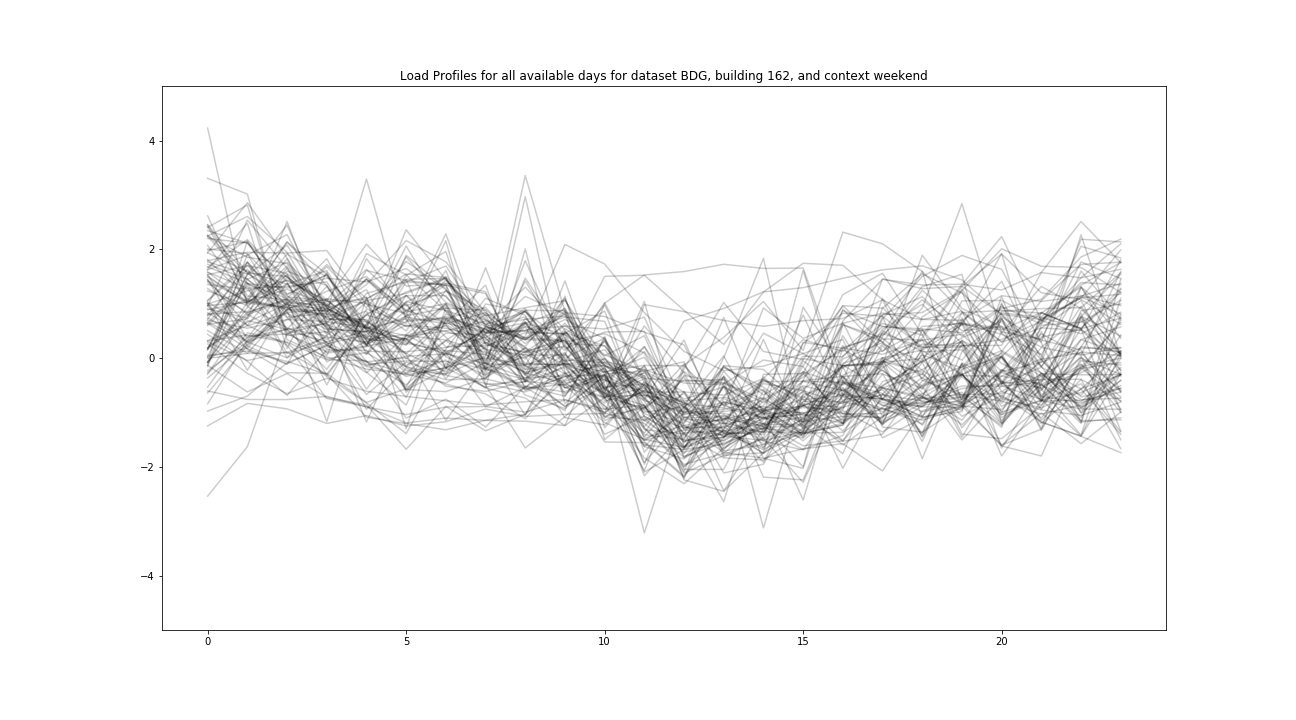 Load Profiles for all available days for dataset BDG, building 162, and context weekend
4
2
0
−2
−4
0 5 10 15 20